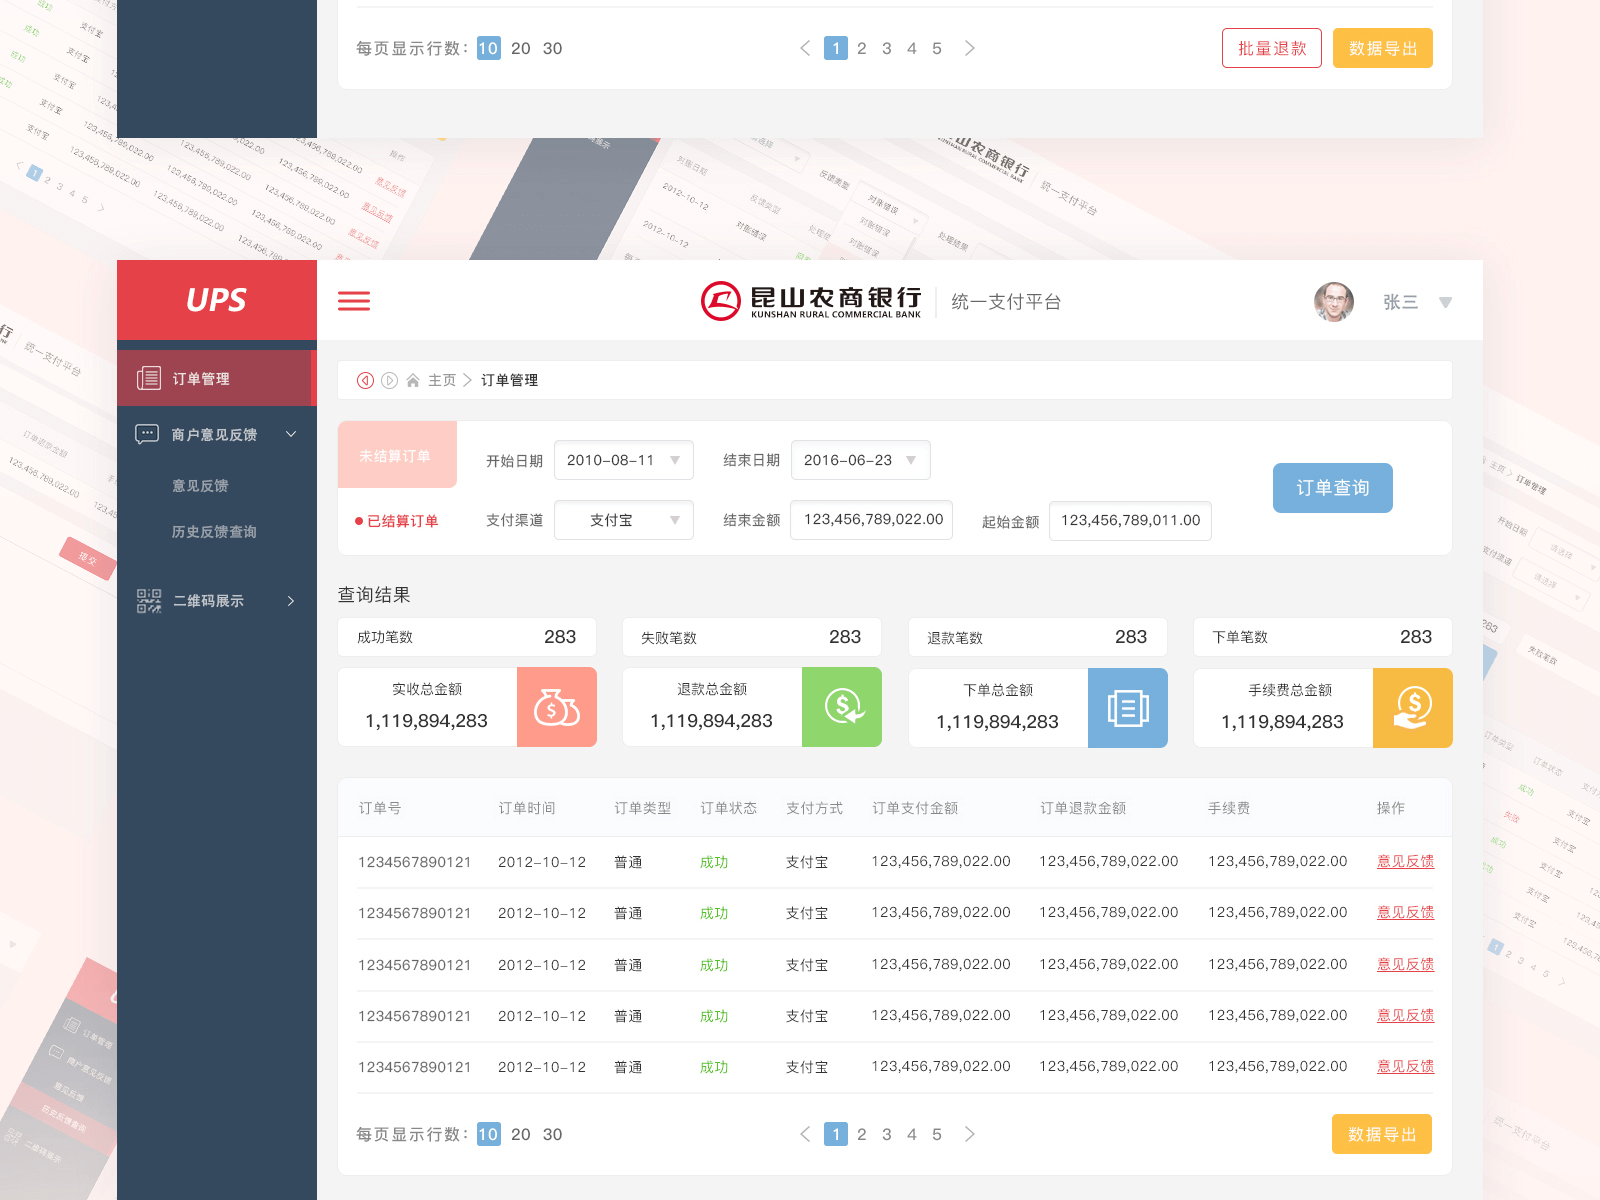 每页显示行数： 10 20 30
1 2 3 4 5
批量退款 数据导出
UPS
昆山农商银行
KUNSHAN RURAL COMMERCIAL BANK
统一支付平台
张三
订单管理
商户意见反馈
意见反馈
历史反馈查询
二维码展示
主页 订单管理
未结算订单
开始日期 2010-08-11 结束日期 2016-06-23
订单查询
已结算订单
支付渠道 支付宝 结束金额 123,456,789,022.00 起始金额 123,456,789,011.00
查询结果
成功笔数 283 失败笔数 283 退款笔数 283 下单笔数 283
实收总金额 退款总金额 下单总金额 手续费总金额
1,119,894,283 1,119,894,283 1,119,894,283 1,119,894,283
订单号 订单时间 订单类型 订单状态 支付方式 订单支付金额 订单退款金额 手续费 操作
1234567890121 2012-10-12 普通 成功 支付宝 123,456,789,022.00 123,456,789,022.00 123,456,789,022.00 意见反馈
1234567890121 2012-10-12 普通 成功 支付宝 123,456,789,022.00 123,456,789,022.00 123,456,789,022.00 意见反馈
1234567890121 2012-10-12 普通 成功 支付宝 123,456,789,022.00 123,456,789,022.00 123,456,789,022.00 意见反馈
1234567890121 2012-10-12 普通 成功 支付宝 123,456,789,022.00 123,456,789,022.00 123,456,789,022.00 意见反馈
1234567890121 2012-10-12 普通 成功 支付宝 123,456,789,022.00 123,456,789,022.00 123,456,789,022.00 意见反馈
每页显示行数： 10 20 30
1 2 3 4 5
数据导出